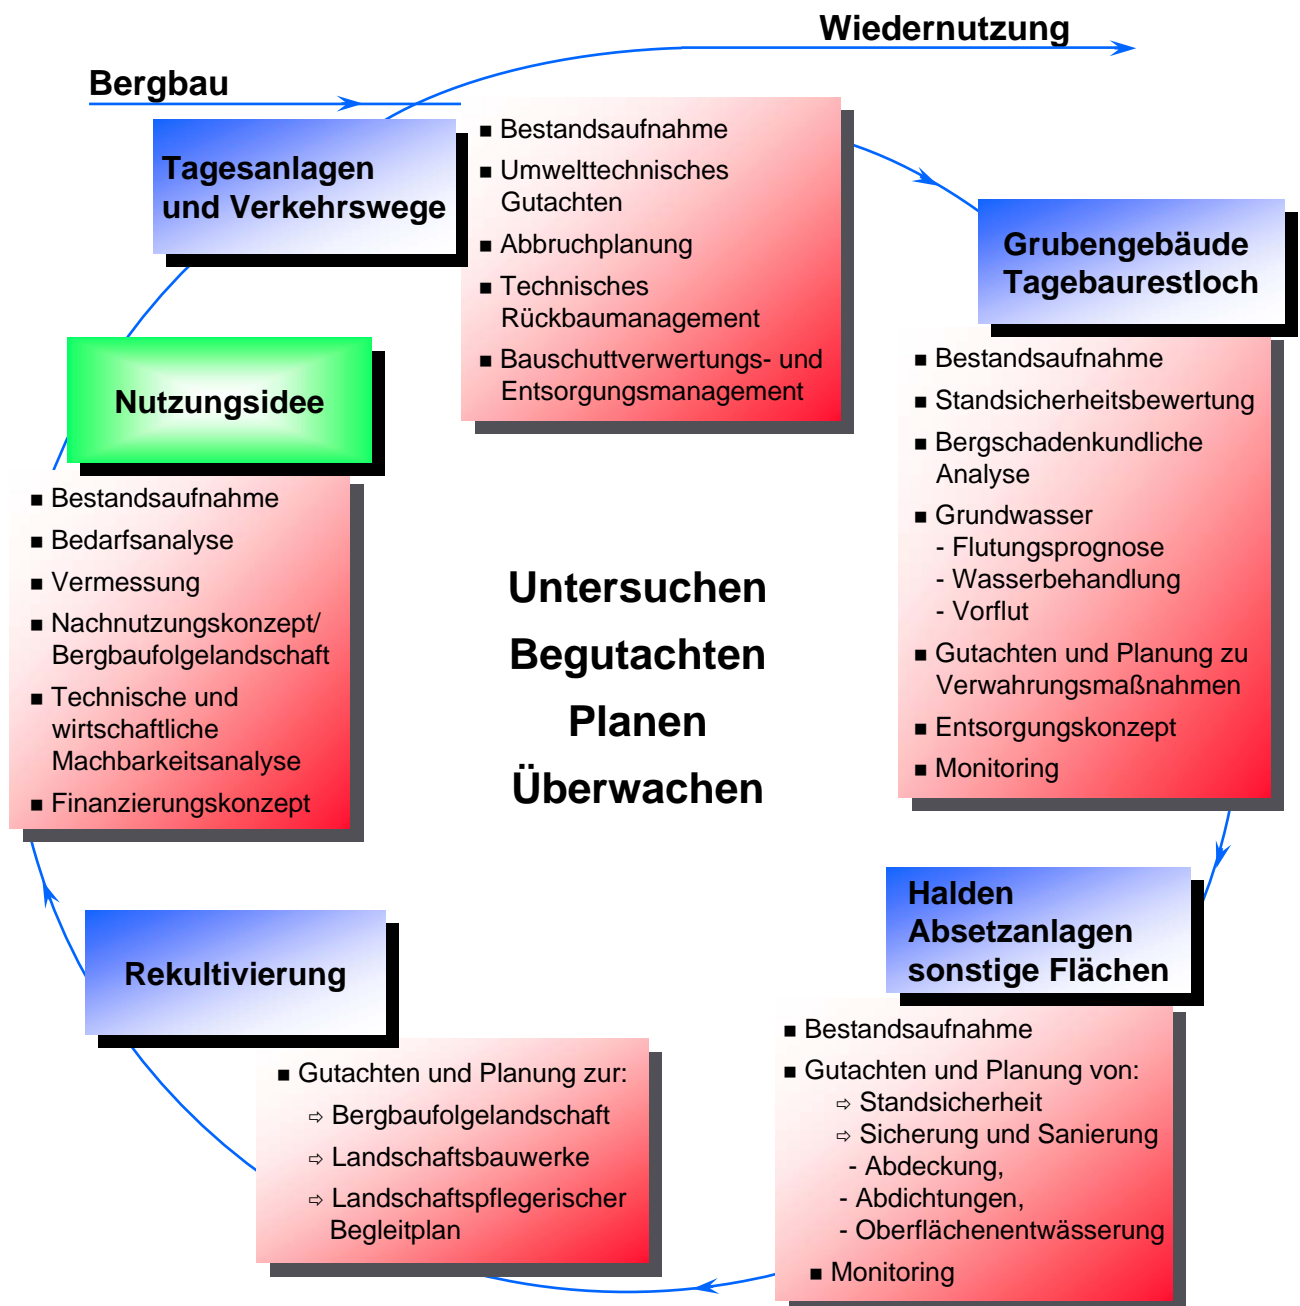 Wiedernutzung
Bergbau
Tagesanlagen
und Verkehrswege
■ Bestandsaufnahme
■ Umwelttechnisches
Gutachten
■ Abbruchplanung
■ Technisches
Rückbaumanagement
■ Bauschuttverwertungs- und
Entsorgungsmanagement
Grubengebäude
Tagebaurestloch
■ Bestandsaufnahme
■ Standsicherheitsbewertung
■ Bergschadenkundliche
Analyse
■ Grundwasser
- Flutungsprognose
- Wasserbehandlung
- Vorflut
■ Gutachten und Planung zu
Verwahrungsmaßnahmen
■ Entsorgungskonzept
■ Monitoring
Nutzungsidee
■ Bestandsaufnahme
■ Bedarfsanalyse
■ Vermessung
■ Nachnutzungskonzept/
Bergbaufolgelandschaft
■ Technische und
wirtschaftliche
Machbarkeitsanalyse
■ Finanzierungskonzept
Untersuchen
Begutachten
Planen
Überwachen
Halden
Absetzanlagen
sonstige Flächen
■ Bestandsaufnahme
■ Gutachten und Planung von:
⇨ Standsicherheit
⇨ Sicherung und Sanierung
- Abdeckung,
- Abdichtungen,
- Oberflächenentwässerung
■ Monitoring
Rekultivierung
■ Gutachten und Planung zur:
⇨ Bergbaufolgelandschaft
⇨ Landschaftsbauwerke
⇨ Landschaftspflegerischer
Begleitplan